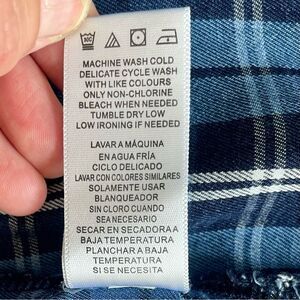 30C
MACHINE WASH COLD
DELICATE CYCLE WASH
WITH LIKE COLOURS
ONLY NON-CHLORINE
BLEACH WHEN NEEDED
TUMBLE DRY LOW
LOW IRONING IF NEEDED
LAVAR A MÁQUINA
EN AGUA FRÍA
CICLO DELICADO
LAVAR CON COLORES SIMILARES
SOLAMENTE USAR
BLANQUEADOR
SIN CLORO CUANDO
SEA NECESARIO
SECAR EN SECADORA A
BAJA TEMPERATURA
PLANCHAR A BAJA
TEMPERATURA
SI SE NECESITA